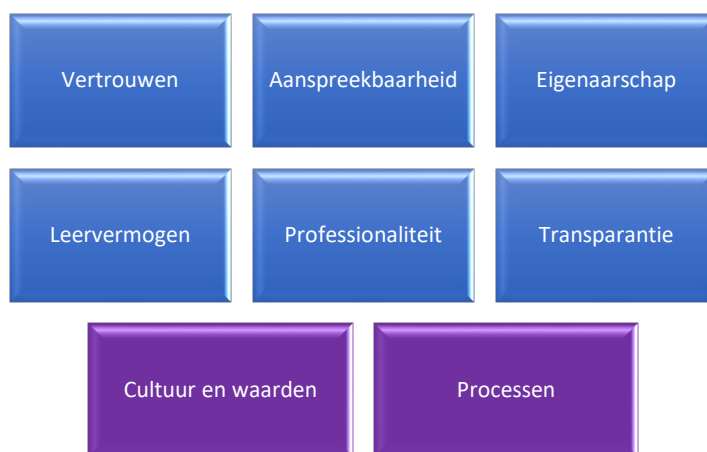 Vertrouwen
Aanspreekbaarheid
Eigenaarschap
Leervermogen
Professionaliteit
Transparantie
Cultuur en waarden
Processen